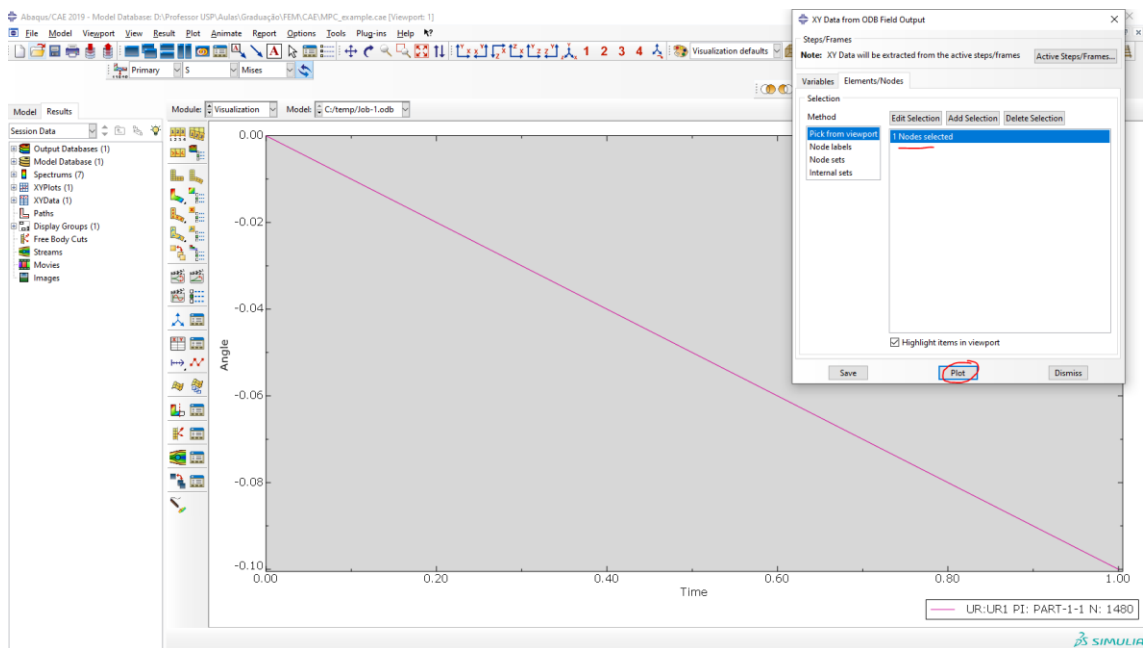 Abaqus/CAE 2019 - Model Database: D:\Professor USP\Aulas\Graduação\FEM\CAE\MPC_example.cae [Viewport: 1]
File Model Viewport View Result Plot Animate Report Options Tools Plug-ins Help
1 2 3 4 Visualization defaults
Primary S Mises
Model Results
Module: Visualization Model: C:/temp/Job-1.odb
Session Data
Output Databases (1)
Model Database (1)
Spectrums (7)
XYPlots (1)
XYData (1)
Paths
Display Groups (1)
Free Body Cuts
Streams
Movies
Images
XY Data from ODB Field Output
Steps/Frames
Note: XY Data will be extracted from the active steps/frames
Active Steps/Frames...
Variables Elements/Nodes
Selection
Method
Edit Selection Add Selection Delete Selection
Pick from viewport
Node labels
Node sets
Internal sets
1 Nodes selected
Highlight items in viewport
Save Plot Dismiss
0.00
-0.02
-0.04
-0.06
-0.08
-0.10
Angle
0.00 0.20 0.40 0.60 0.80 1.00
Time
UR:UR1 PI: PART-1-1 N: 1480
SIMULIA